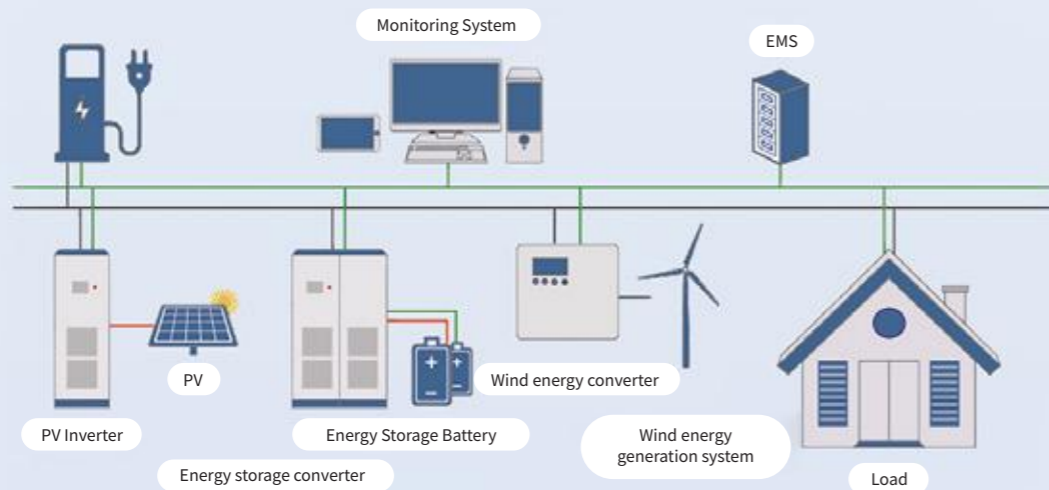 Monitoring System
EMS
PV
Wind energy converter
PV Inverter
Energy Storage Battery
Wind energy
generation system
Energy storage converter
Load